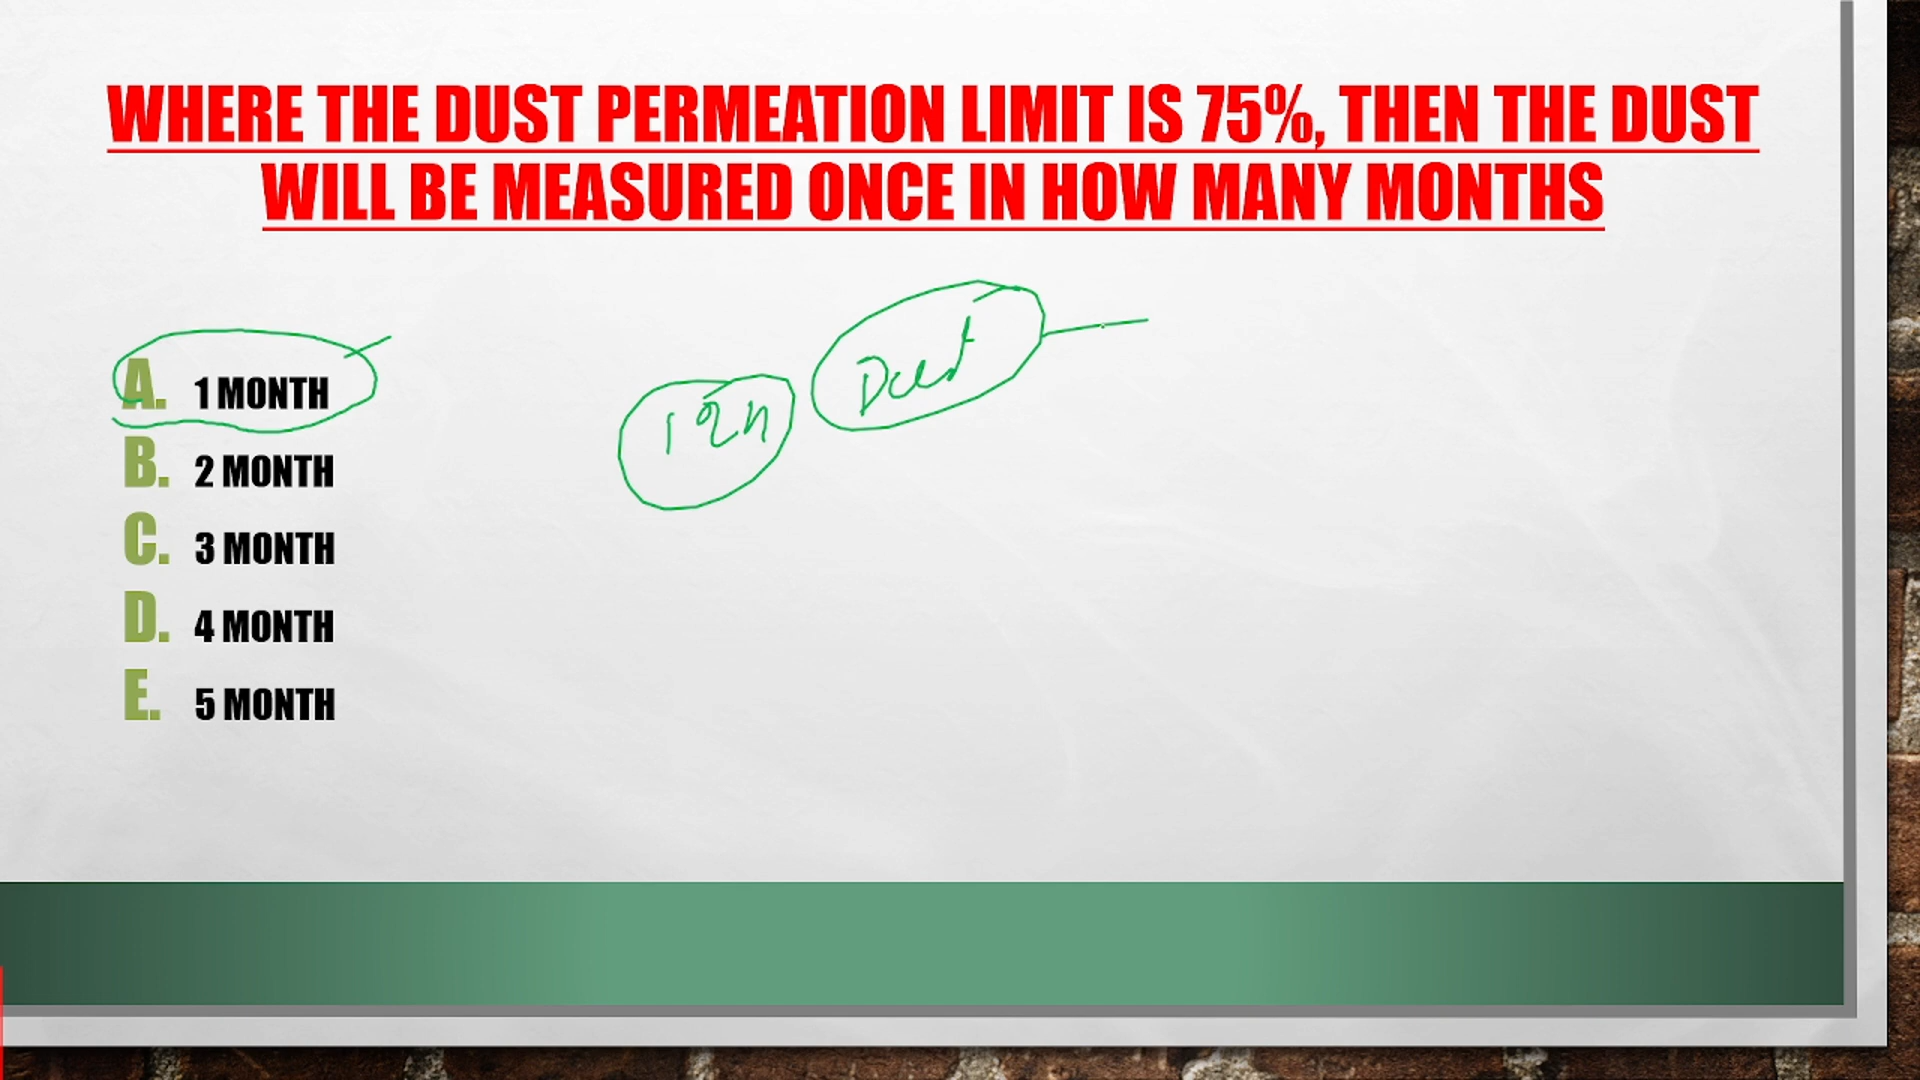 WHERE THE DUST PERMEATION LIMIT IS 75%, THEN THE DUST
WILL BE MEASURED ONCE IN HOW MANY MONTHS
A. 1 MONTH
B. 2 MONTH
C. 3 MONTH
D. 4 MONTH
E. 5 MONTH
Dust